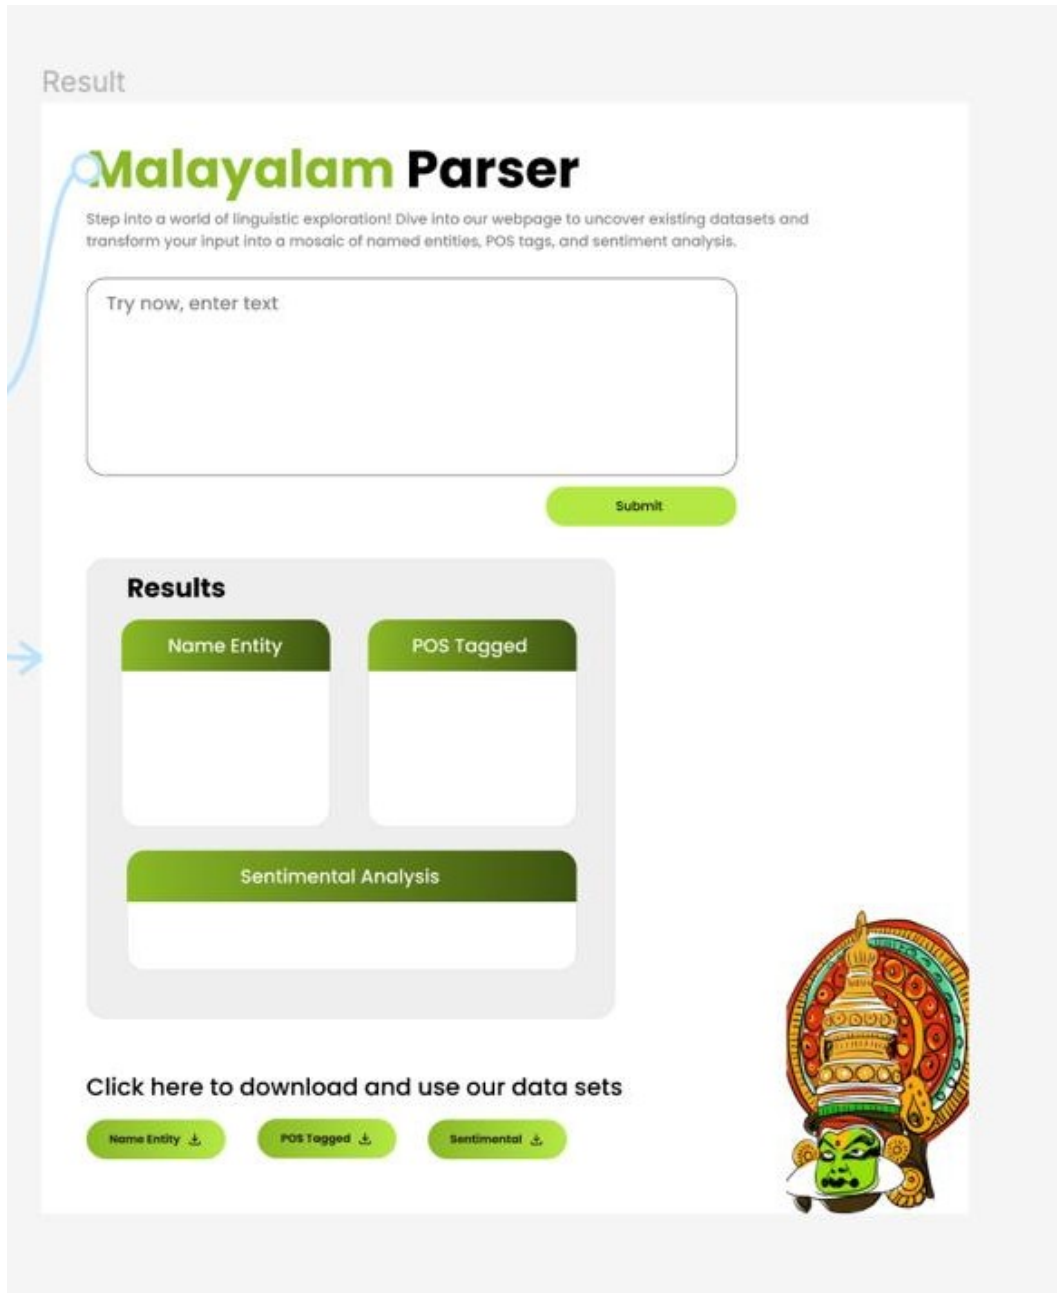 Result
Malayalam Parser
Step into a world of linguistic exploration! Dive into our webpage to uncover existing datasets and
transform your input into a mosaic of named entities, POS tags, and sentiment analysis.
Try now, enter text
Submit
Results
Name Entity
POS Tagged
Sentimental Analysis
Click here to download and use our data sets
Name Entity
POS Tagged
Sentimental